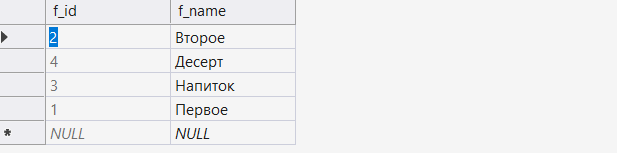 f_id f_name
2 Второе
4 Десерт
3 Напиток
1 Первое
* NULL NULL